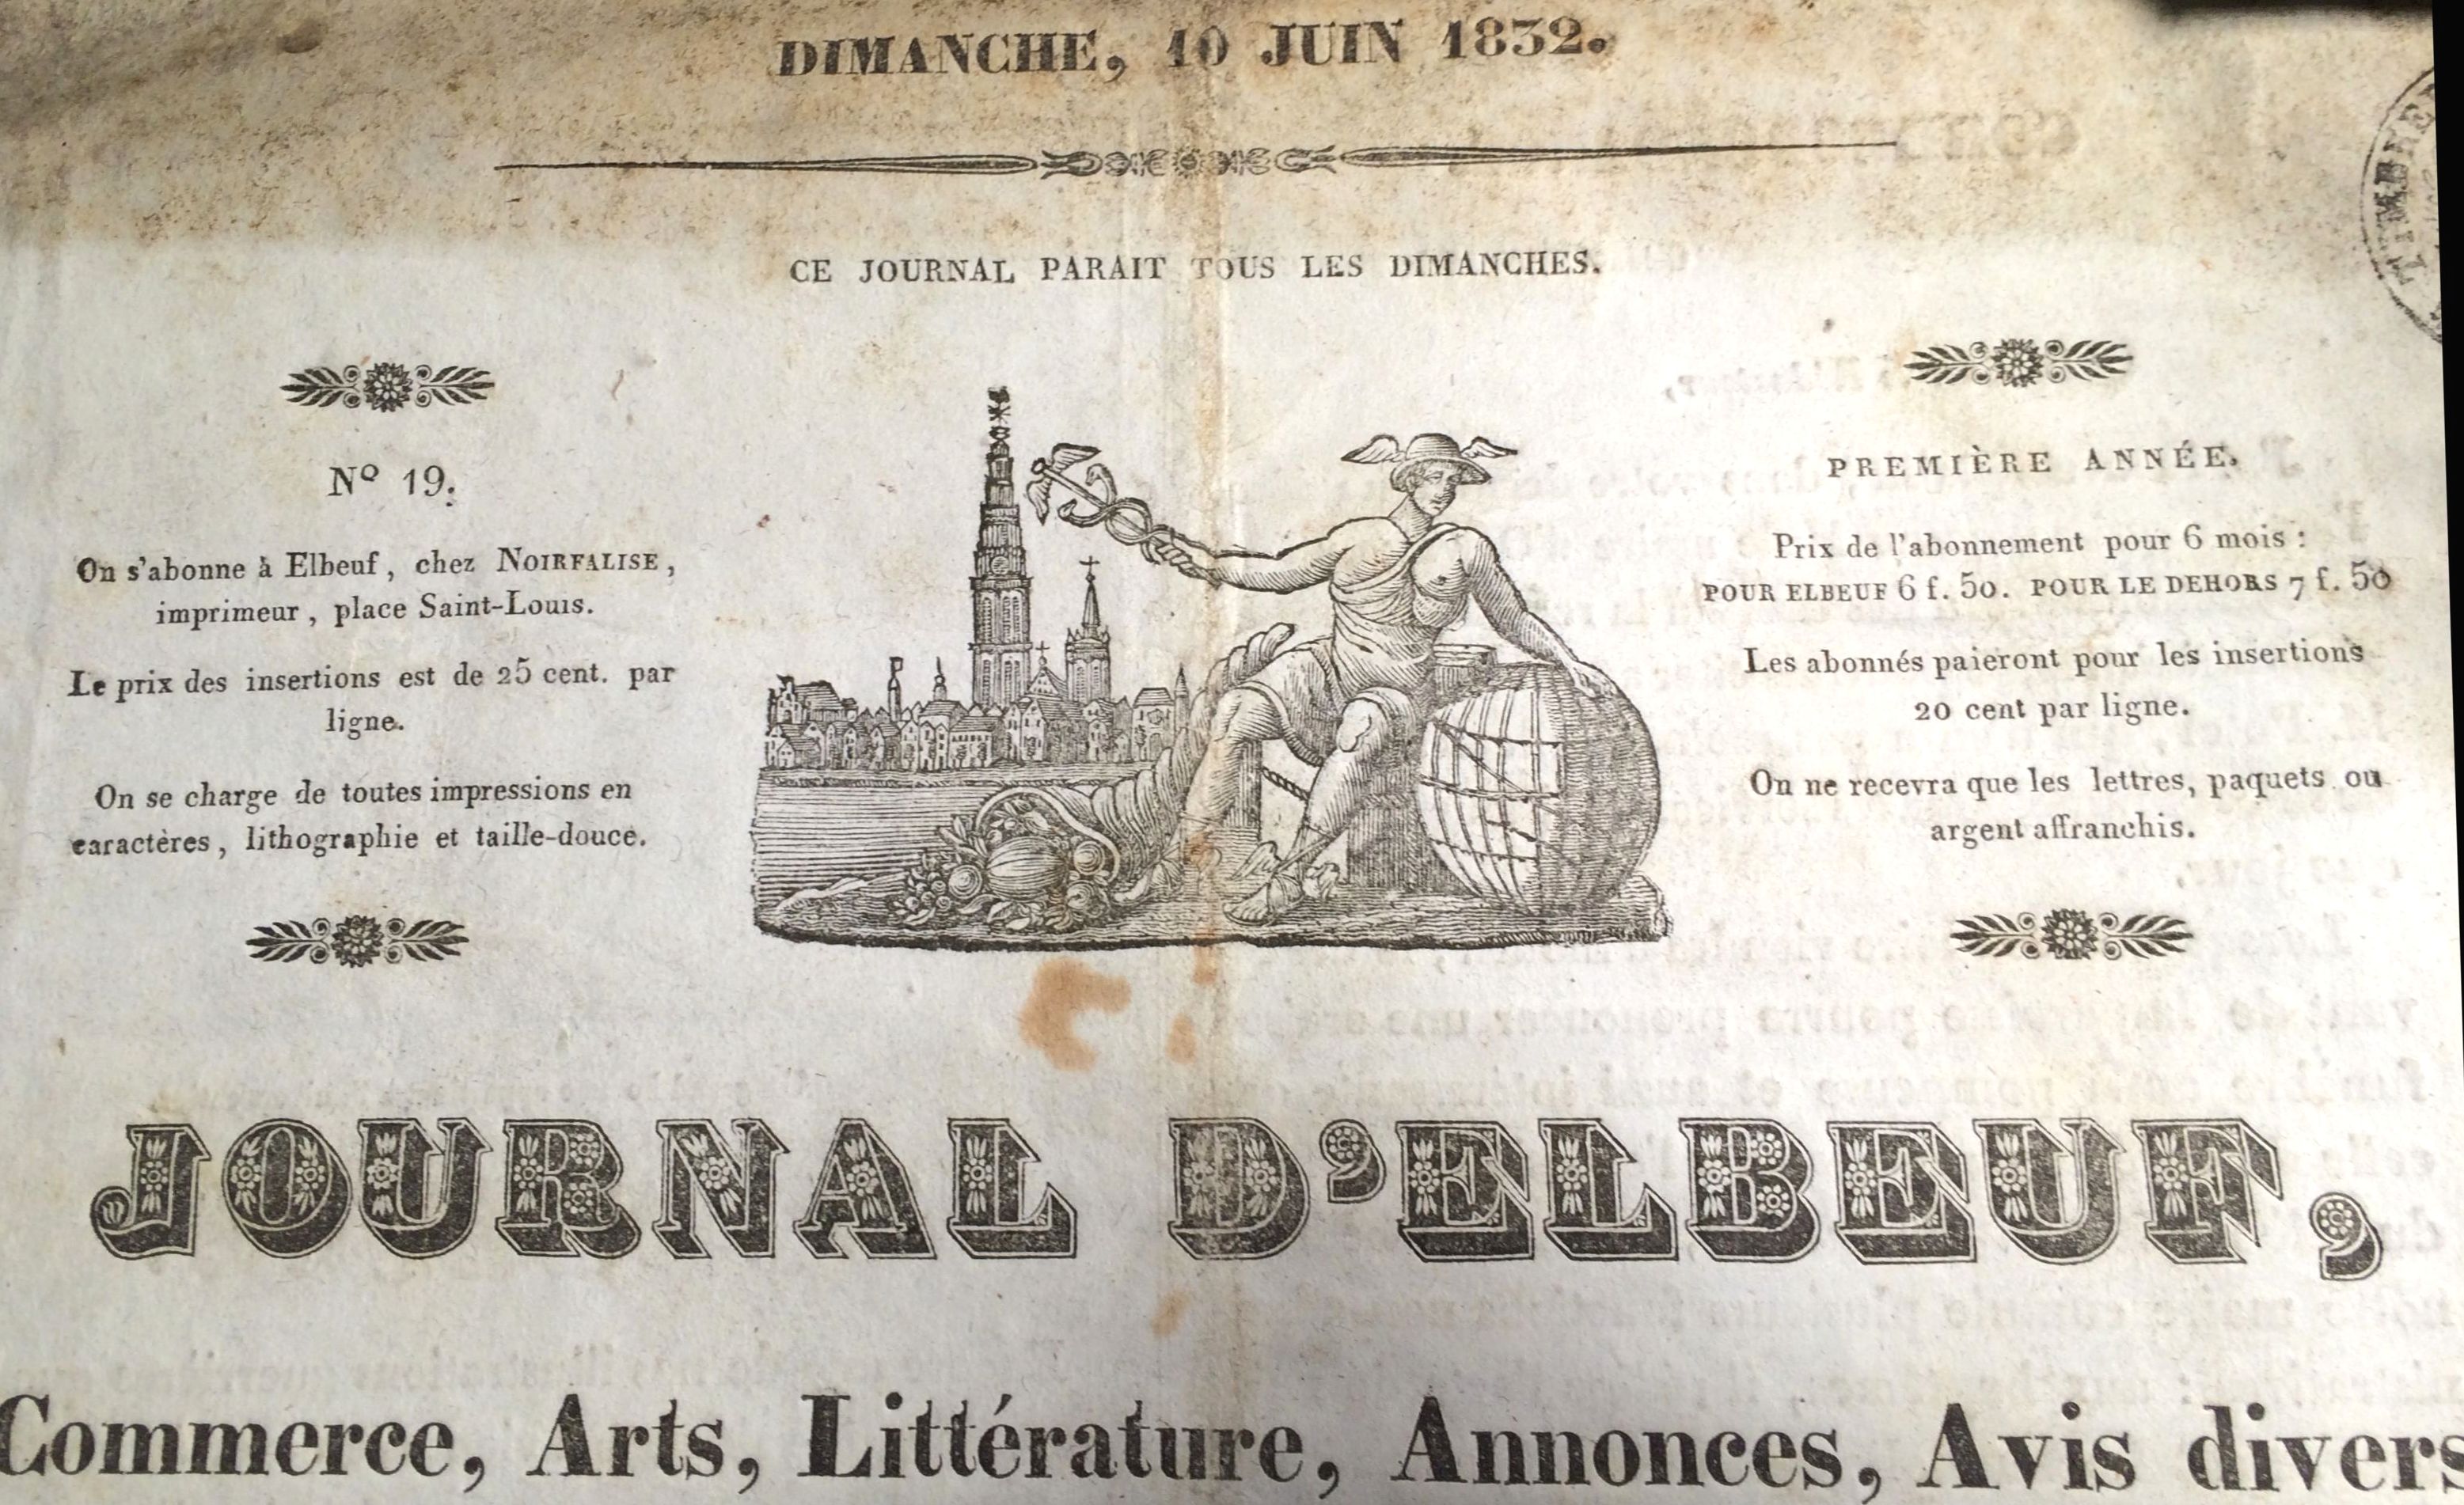 DIMANCHE, 10 JUIN 1832.
CE JOURNAL PARAIT TOUS LES DIMANCHES.
Nº 19.
On s'abonne à Elbeuf, chez NOIRFALISE,
imprimeur, place Saint-Louis.
Le prix des insertions est de 25 cent. par
ligne.
On se charge de toutes impressions en
caractères, lithographie et taille-douce.
PREMIÈRE ANNÉE.
Prix de l'abonnement pour 6 mois :
POUR ELBEUF 6 f. 50. POUR LE DEHORS 7 f. 50
Les abonnés paieront pour les insertions
20 cent par ligne.
On ne recevra que les lettres, paquets ou
argent affranchis.
TIMBRE
JOURNAL D'ELBEUF,
Commerce, Arts, Littérature, Annonces, Avis divers